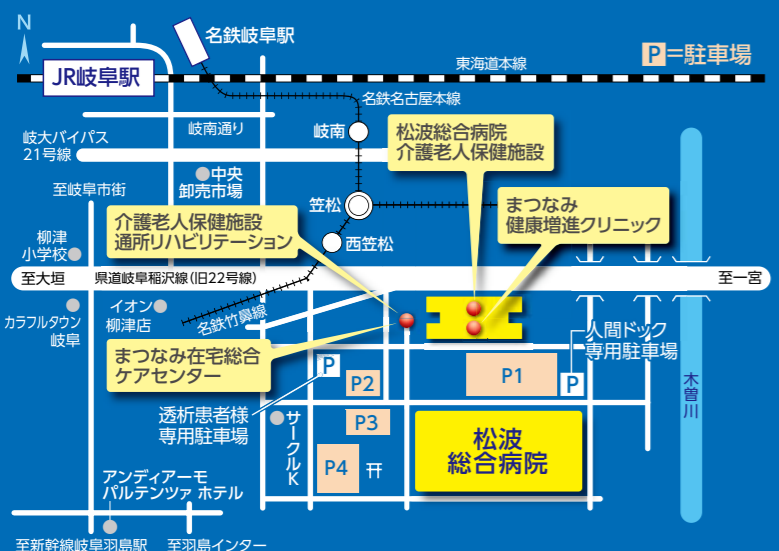 N
名鉄岐阜駅
JR岐阜駅
東海道本線
P=駐車場
名鉄名古屋本線
岐南通り
岐南
松波総合病院
介護老人保健施設
岐大バイパス
21号線
中央
卸売市場
至岐阜市街
笠松
まつなみ
健康増進クリニック
介護老人保健施設
通所リハビリテーション
柳津
小学校
西笠松
至大垣
県道岐阜稲沢線(旧22号線)
至一宮
カラフルタウン
岐阜
イオン
柳津店
名鉄竹鼻線
まつなみ在宅総合
ケアセンター
人間ドック
専用駐車場
P
P2
P1
P
木曽川
透析患者様
専用駐車場
サークルK
P3
松波
総合病院
P4
アンディアーモ
パルテンツァ ホテル
至新幹線岐阜羽島駅
至羽島インター